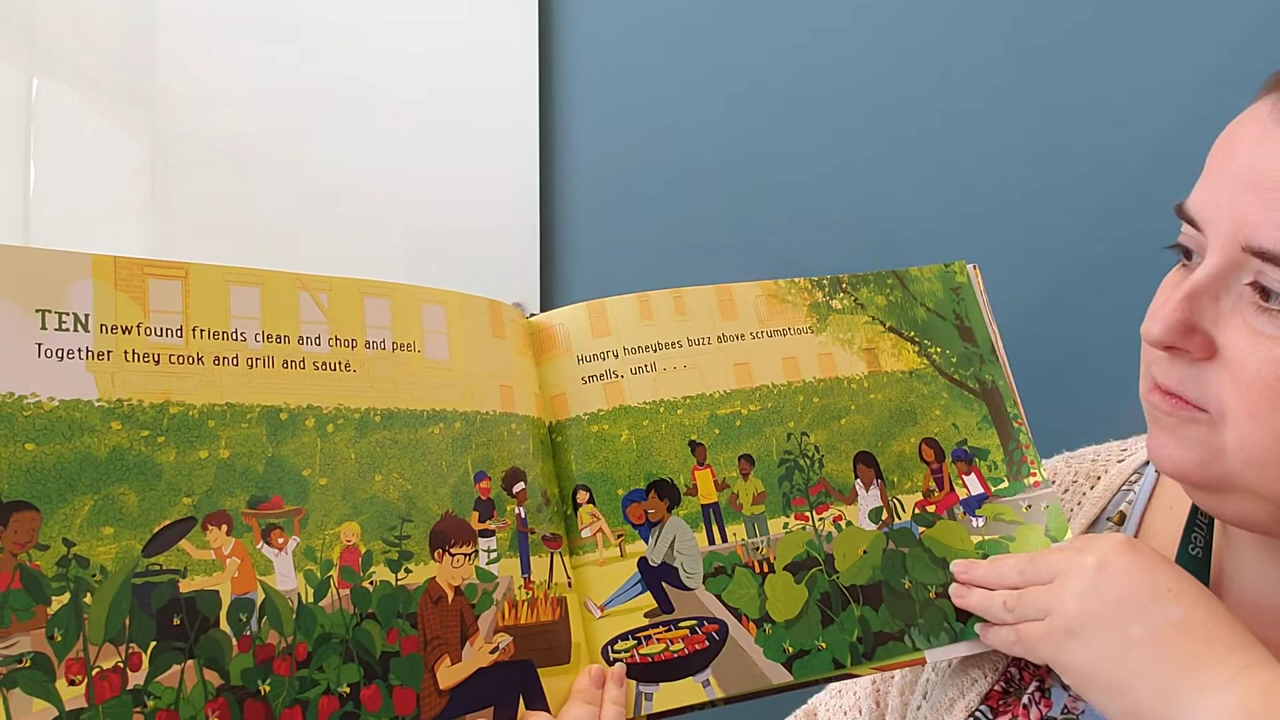 TEN newfound friends clean and chop and peel.
Together they cook and grill and sauté.
Hungry honeybees buzz above scrumptious
smells, until . . .